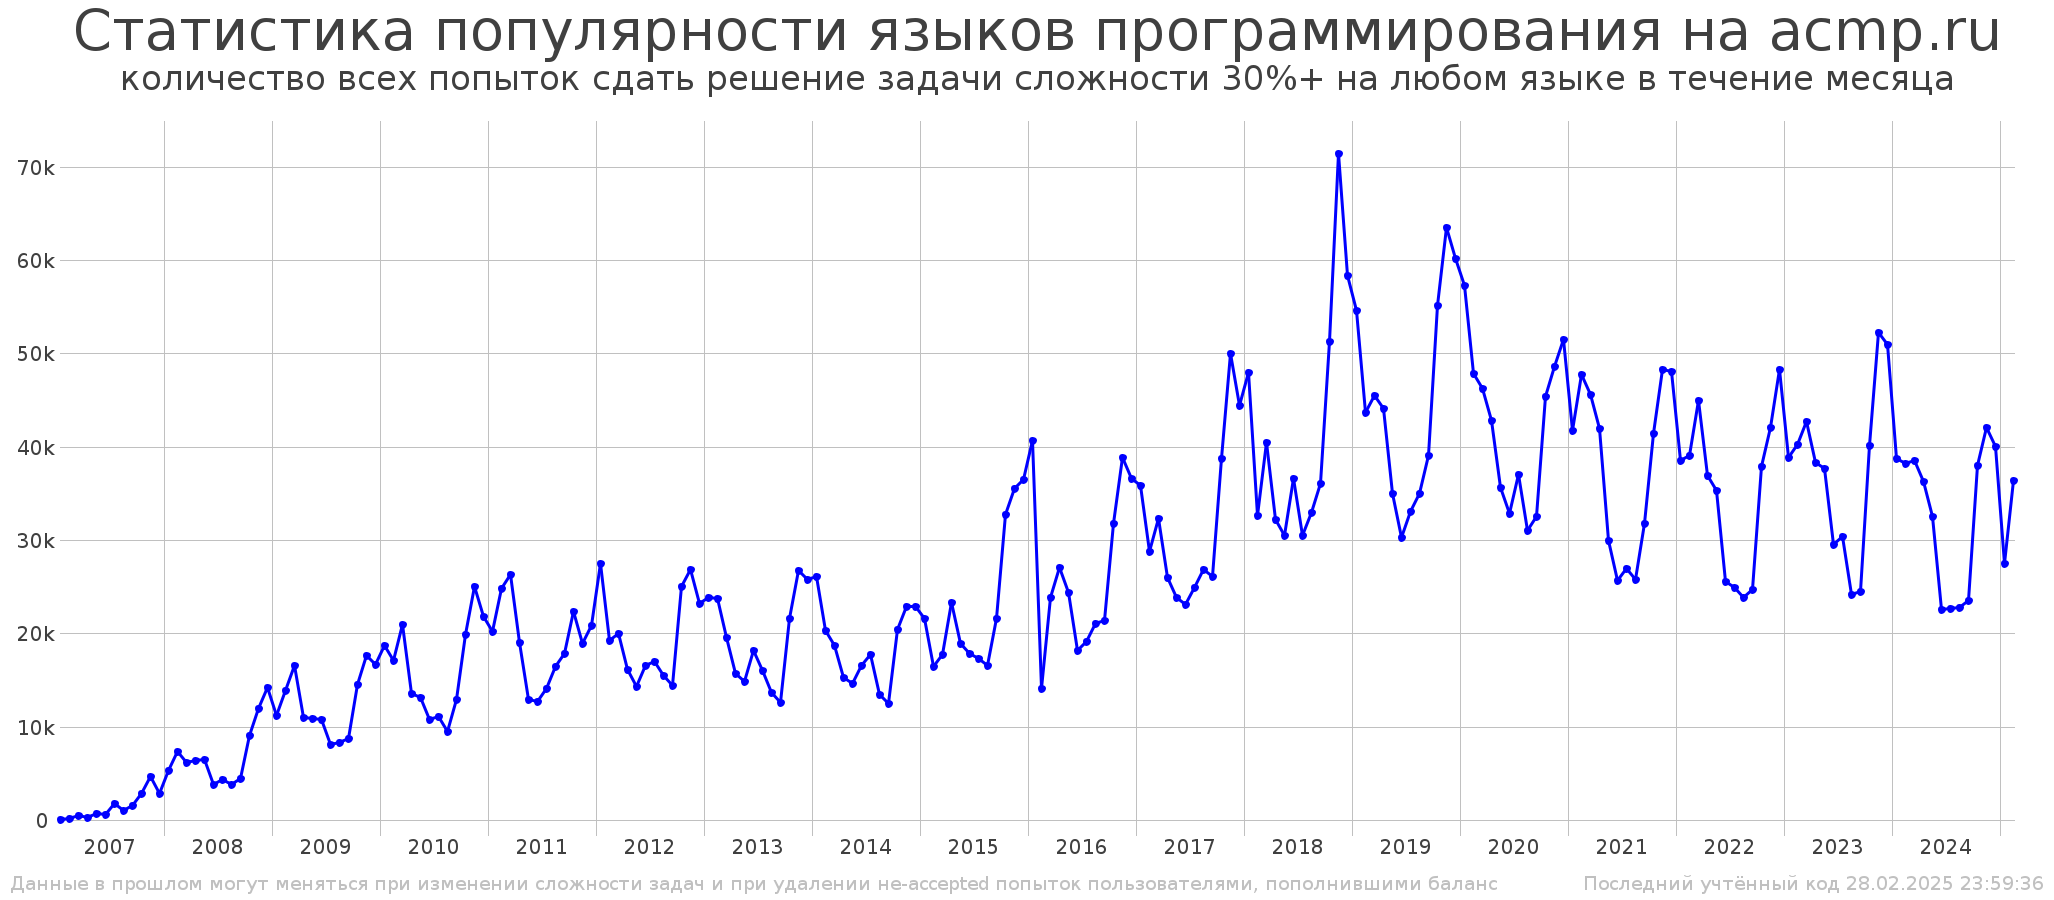 Статистика популярности языков программирования на acmp.ru
количество всех попыток сдать решение задачи сложности 30%+ на любом языке в течение месяца
70k
60k
50k
40k
30k
20k
10k
0
2007 2008 2009 2010 2011 2012 2013 2014 2015 2016 2017 2018 2019 2020 2021 2022 2023 2024
Данные в прошлом могут меняться при изменении сложности задач и при удалении не-accepted попыток пользователями, пополнившими баланс Последний учтённый код 28.02.2025 23:59:36